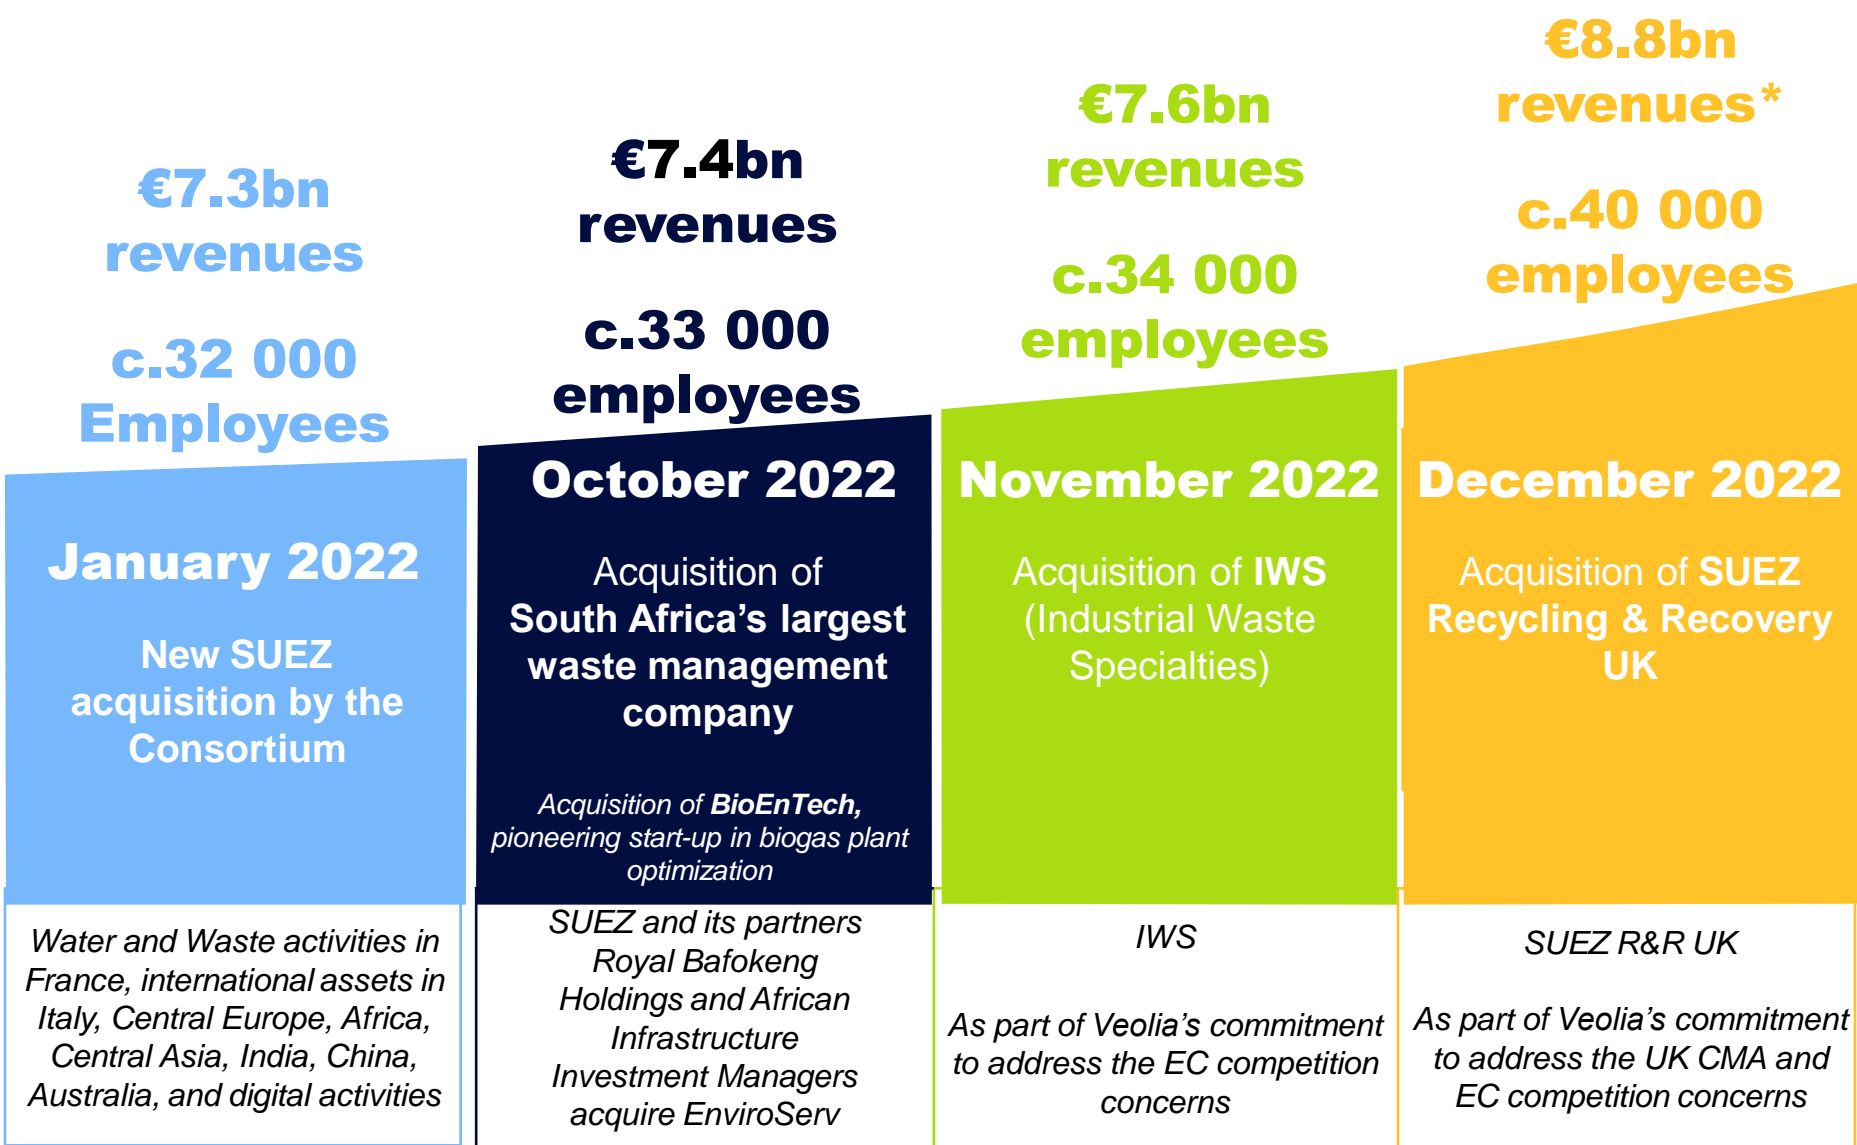 €7.3bn
revenues
c.32 000
Employees
January 2022
New SUEZ
acquisition by the
Consortium
Water and Waste activities in
France, international assets in
Italy, Central Europe, Africa,
Central Asia, India, China,
Australia, and digital activities
€7.4bn
revenues
c.33 000
employees
October 2022
Acquisition of
South Africa’s largest
waste management
company
Acquisition of BioEnTech,
pioneering start-up in biogas plant
optimization
SUEZ and its partners
Royal Bafokeng
Holdings and African
Infrastructure
Investment Managers
acquire EnviroServ
€7.6bn
revenues
c.34 000
employees
November 2022
Acquisition of IWS
(Industrial Waste
Specialties)
IWS
As part of Veolia’s commitment
to address the EC competition
concerns
€8.8bn
revenues*
c.40 000
employees
December 2022
Acquisition of SUEZ
Recycling & Recovery
UK
SUEZ R&R UK
As part of Veolia’s commitment
to address the UK CMA and
EC competition concerns